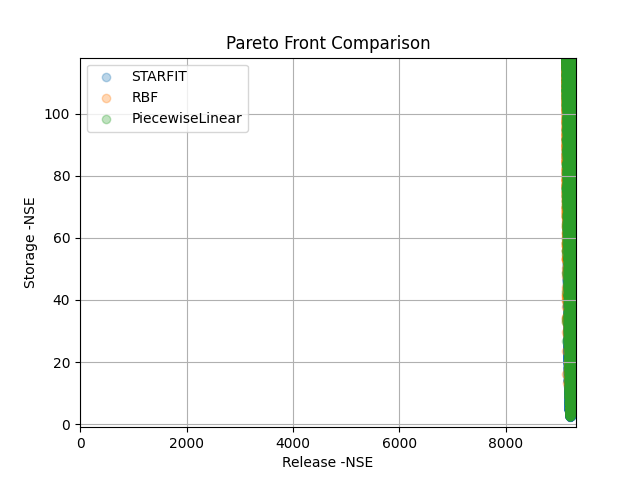 Pareto Front Comparison
STARFIT
RBF
PiecewiseLinear
100
80
60
40
20
0
Storage -NSE
0 2000 4000 6000 8000
Release -NSE